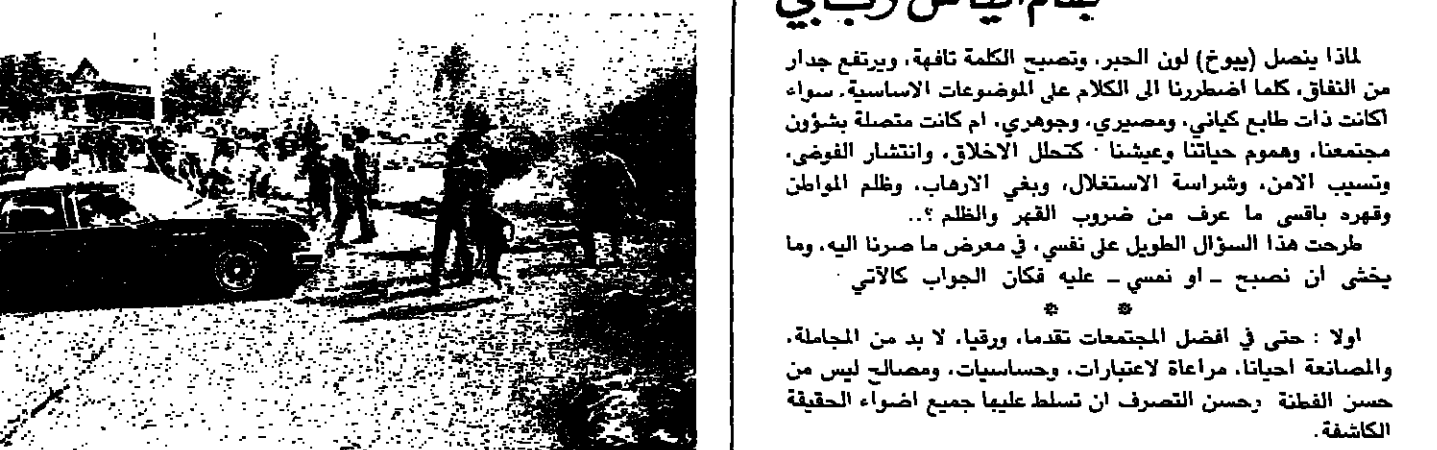 لماذا ينصل (يبوخ) لون الحبر، وتصبح الكلمة تافهة، ويرتفع جدار
من النفاق، كلما اضطررنا الى الكلام على الموضوعات الاساسية، سواء
اكانت ذات طابع كياني، ومصيري، وجوهري، ام كانت متصلة بشؤون
مجتمعنا، وهموم حياتنا وعيشنا · كتحلل الاخلاق، وانتشار الفوضى،
وتسيب الامن، وشراسة الاستغلال، وبغي الارهاب، وظلم المواطن
وقهره باقسى ما عرف من ضروب القهر والظلم ؟..
طرحت هذا السؤال الطويل على نفسي، في معرض ما صرنا اليه، وما
يخشى ان نصبح ــ او نمسي ــ عليه فكان الجواب كالآتي ·
* *
اولا : حتى في افضل المجتمعات تقدما، ورقيا، لا بد من المجاملة،
والمصانعة احيانا، مراعاة لاعتبارات، وحساسيات، ومصالح ليس من
حسن الفطنة وحسن التصرف ان تسلط عليها جميع اضواء الحقيقة
الكاشفة.